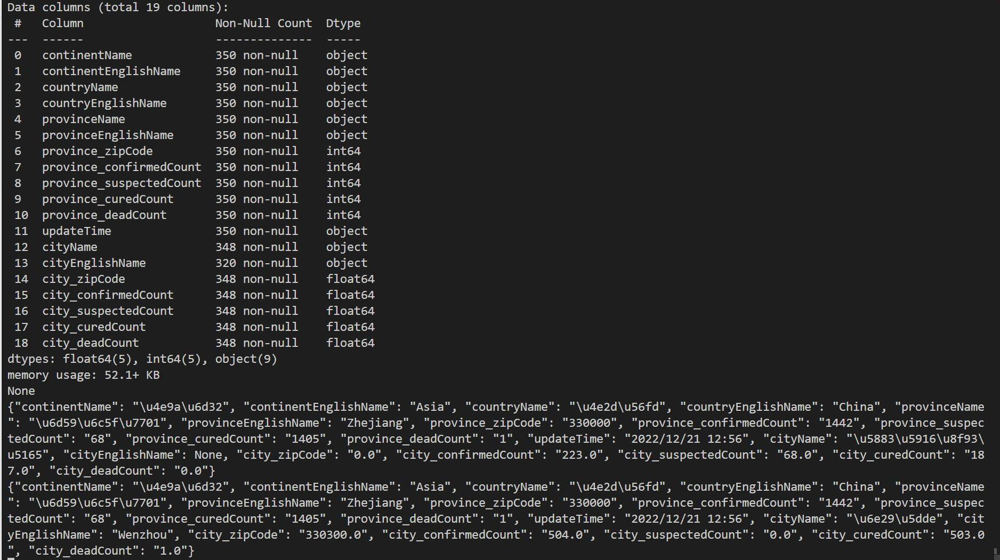 Data columns (total 19 columns):
 #   Column                   Non-Null Count  Dtype
---  ------                   --------------  -----
 0   continentName            350 non-null    object
 1   continentEnglishName     350 non-null    object
 2   countryName              350 non-null    object
 3   countryEnglishName       350 non-null    object
 4   provinceName             350 non-null    object
 5   provinceEnglishName      350 non-null    object
 6   province_zipCode         350 non-null    int64
 7   province_confirmedCount  350 non-null    int64
 8   province_suspectedCount  350 non-null    int64
 9   province_curedCount      350 non-null    int64
 10  province_deadCount       350 non-null    int64
 11  updateTime               350 non-null    object
 12  cityName                 348 non-null    object
 13  cityEnglishName          320 non-null    object
 14  city_zipCode             348 non-null    float64
 15  city_confirmedCount      348 non-null    float64
 16  city_suspectedCount      348 non-null    float64
 17  city_curedCount          348 non-null    float64
 18  city_deadCount           348 non-null    float64
dtypes: float64(5), int64(5), object(9)
memory usage: 52.1+ KB
None
{"continentName": "\u4e9a\u6d32", "continentEnglishName": "Asia", "countryName": "\u4e2d\u56fd", "countryEnglishName": "China", "provinceName
": "\u6d59\u6c5f\u7701", "provinceEnglishName": "Zhejiang", "province_zipCode": "330000", "province_confirmedCount": "1442", "province_suspec
tedCount": "68", "province_curedCount": "1405", "province_deadCount": "1", "updateTime": "2022/12/21 12:56", "cityName": "\u5883\u5916\u8f93\
u5165", "cityEnglishName": None, "city_zipCode": "0.0", "city_confirmedCount": "223.0", "city_suspectedCount": "68.0", "city_curedCount": "18
7.0", "city_deadCount": "0.0"}
{"continentName": "\u4e9a\u6d32", "continentEnglishName": "Asia", "countryName": "\u4e2d\u56fd", "countryEnglishName": "China", "provinceName
": "\u6d59\u6c5f\u7701", "provinceEnglishName": "Zhejiang", "province_zipCode": "330000", "province_confirmedCount": "1442", "province_suspec
tedCount": "68", "province_curedCount": "1405", "province_deadCount": "1", "updateTime": "2022/12/21 12:56", "cityName": "\u6e29\u5dde", "cit
yEnglishName": "Wenzhou", "city_zipCode": "330300.0", "city_confirmedCount": "504.0", "city_suspectedCount": "0.0", "city_curedCount": "503.0
", "city_deadCount": "1.0"}